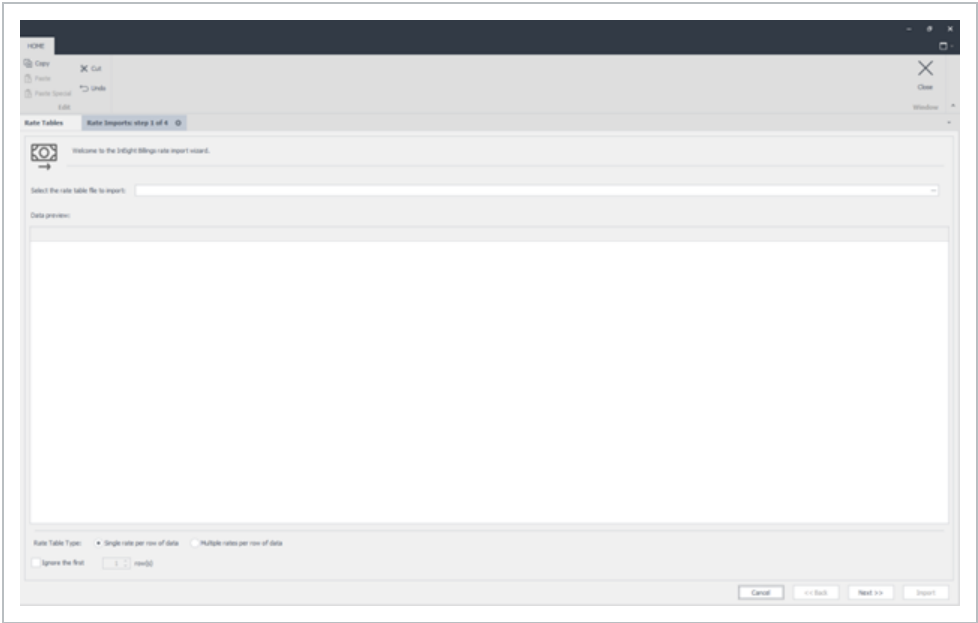 HOME
Copy
Cut
Paste
Undo
Paste Special
Close
Edit
Window
Rate Tables
Rate Imports: step 1 of 4
Welcome to the InEight Billings rate import wizard.
Select the rate table file to import:
Data preview:
Rate Table Type:
Single rate per row of data
Multiple rates per row of data
Ignore the first
1
row(s)
Cancel
<< Back
Next >>
Import